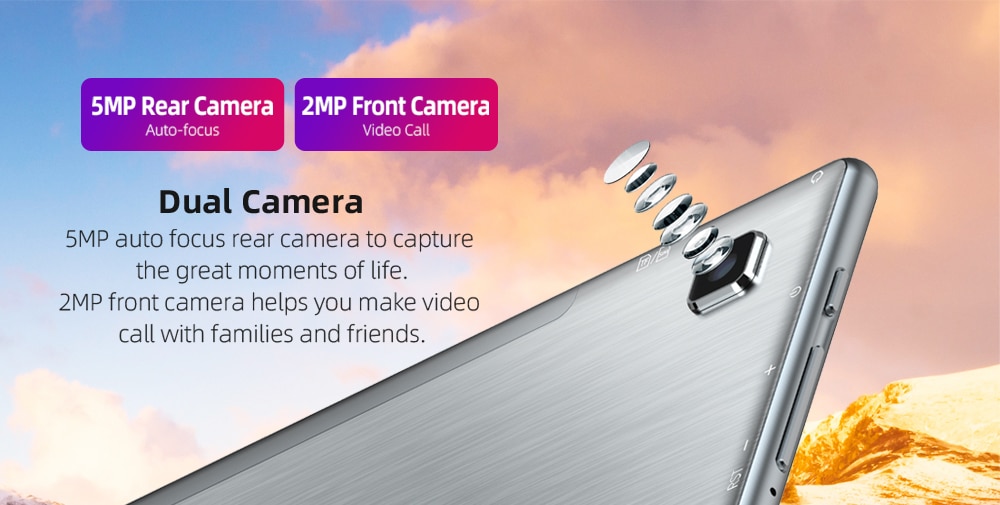 5MP Rear Camera
Auto-focus
2MP Front Camera
Video Call
Dual Camera
5MP auto focus rear camera to capture
the great moments of life.
2MP front camera helps you make video
call with families and friends.